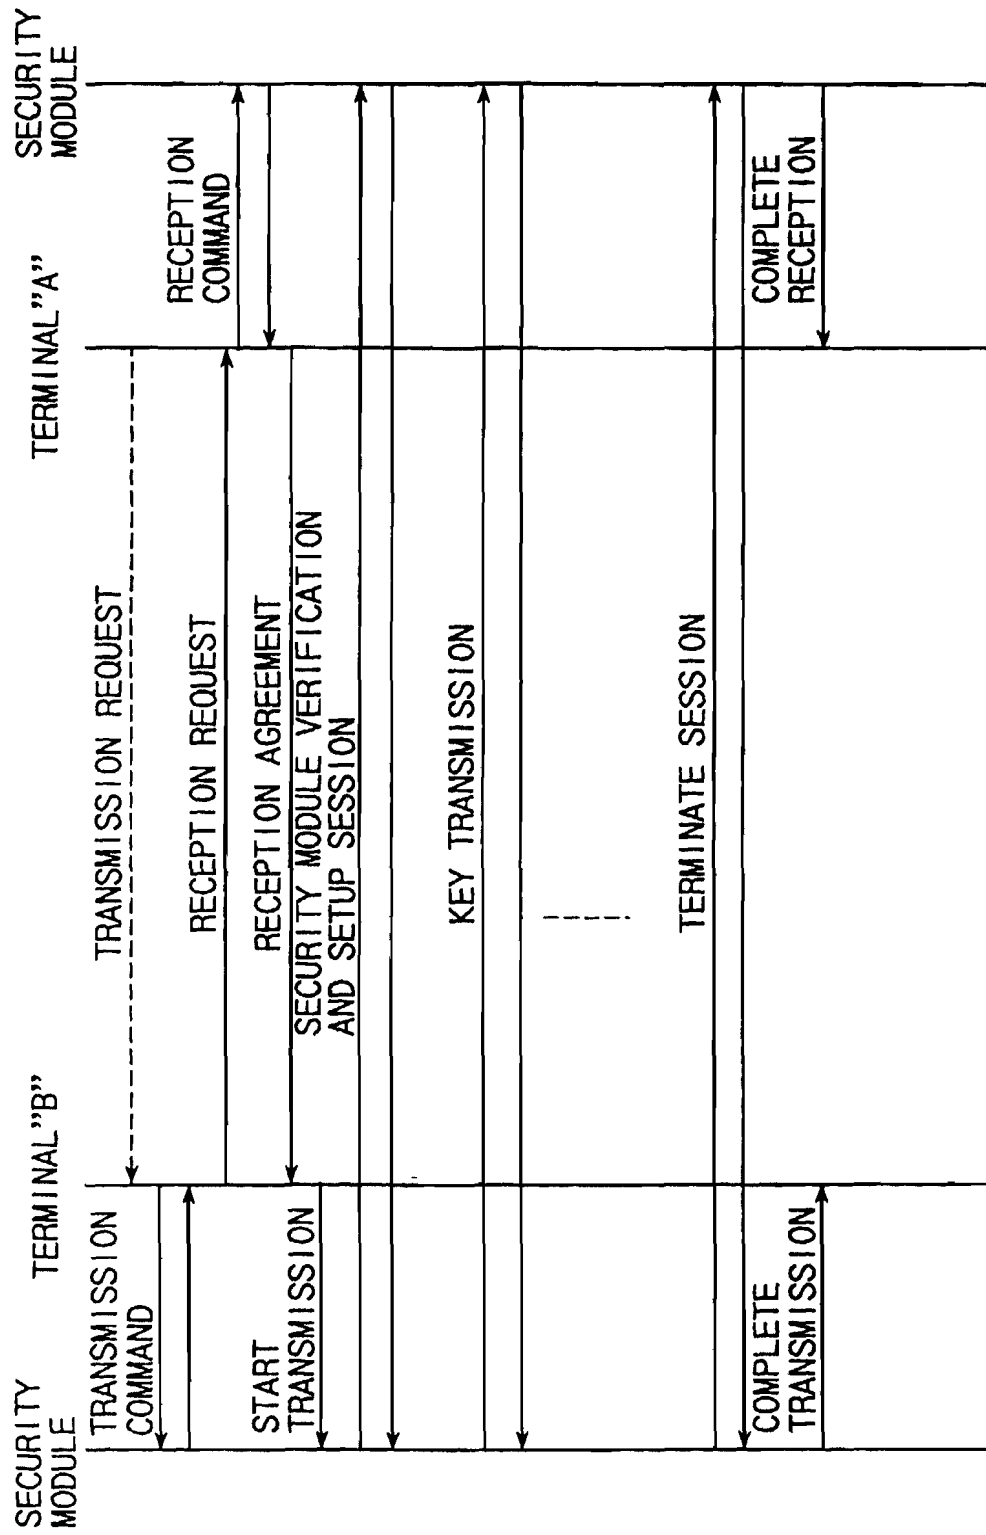 SECURITY
MODULE
TERMINAL"B"
TERMINAL"A"
SECURITY
MODULE
TRANSMISSION REQUEST
TRANSMISSION
COMMAND
RECEPTION REQUEST
RECEPTION
COMMAND
RECEPTION AGREEMENT
START
TRANSMISSION
SECURITY MODULE VERIFICATION
AND SETUP SESSION
KEY TRANSMISSION
TERMINATE SESSION
COMPLETE
TRANSMISSION
COMPLETE
RECEPTION